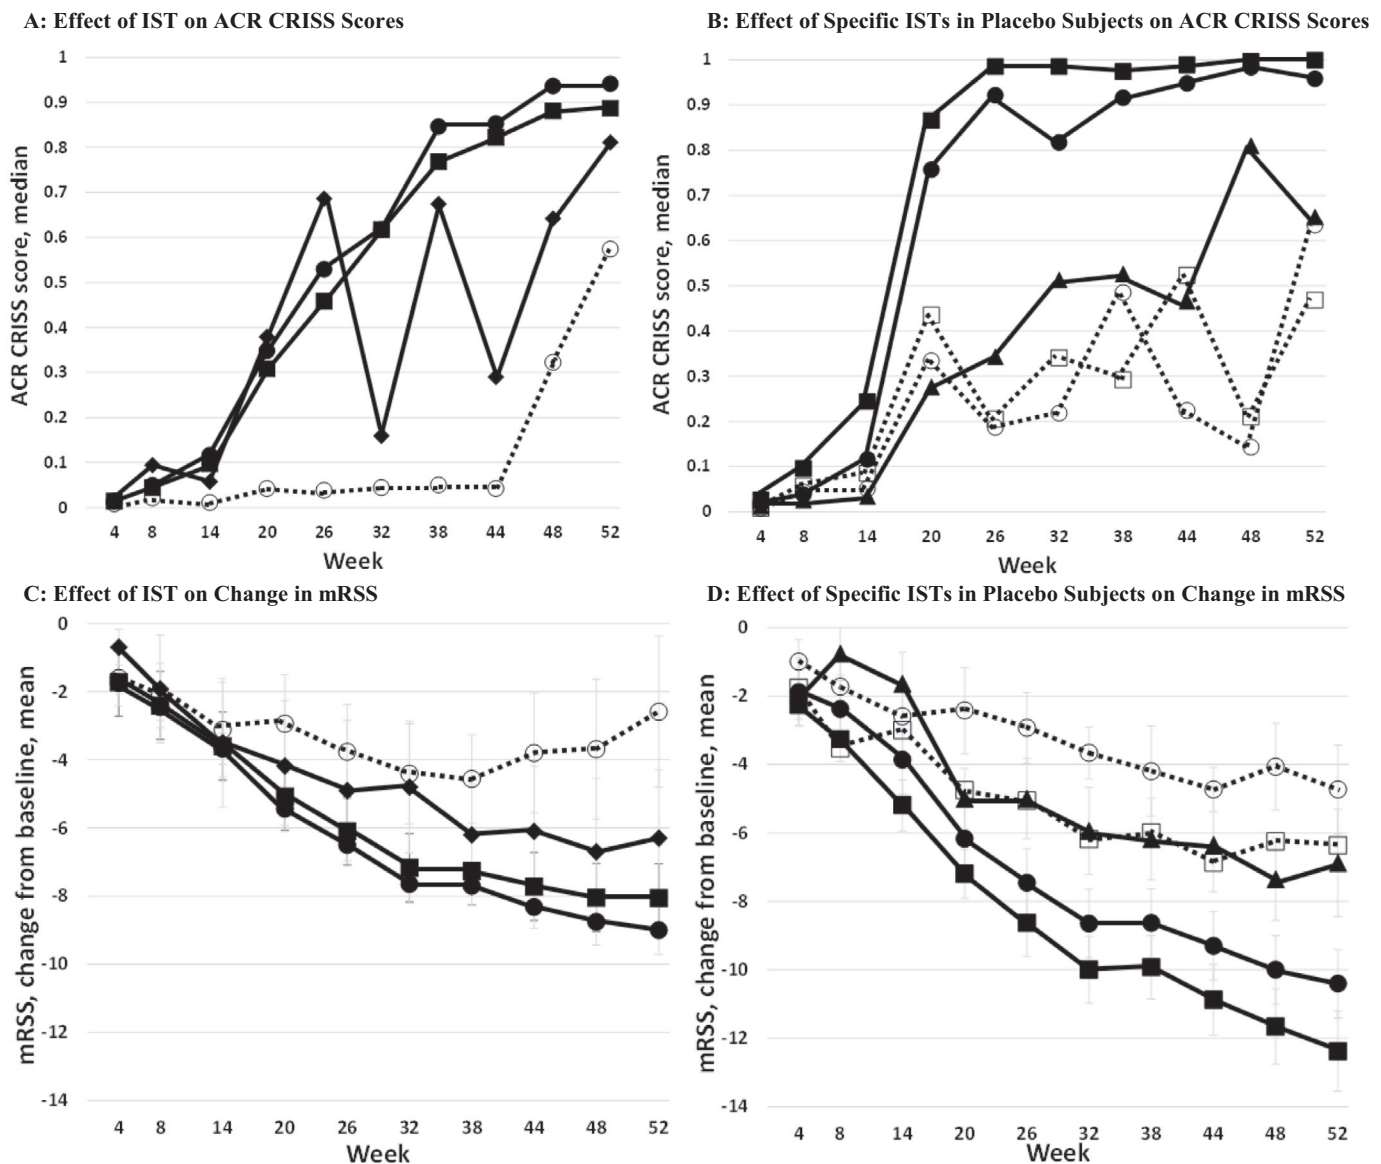 A: Effect of IST on ACR CRISS Scores
ACR CRISS score, median
1
0.9
0.8
0.7
0.6
0.5
0.4
0.3
0.2
0.1
0
4 8 14 20 26 32 38 44 48 52
Week
B: Effect of Specific ISTs in Placebo Subjects on ACR CRISS Scores
ACR CRISS score, median
1
0.9
0.8
0.7
0.6
0.5
0.4
0.3
0.2
0.1
0
4 8 14 20 26 32 38 44 48 52
Week
C: Effect of IST on Change in mRSS
mRSS, change from baseline, mean
0
-2
-4
-6
-8
-10
-12
-14
4 8 14 20 26 32 38 44 48 52
Week
D: Effect of Specific ISTs in Placebo Subjects on Change in mRSS
mRSS, change from baseline, mean
0
-2
-4
-6
-8
-10
-12
-14
4 8 14 20 26 32 38 44 48 52
Week